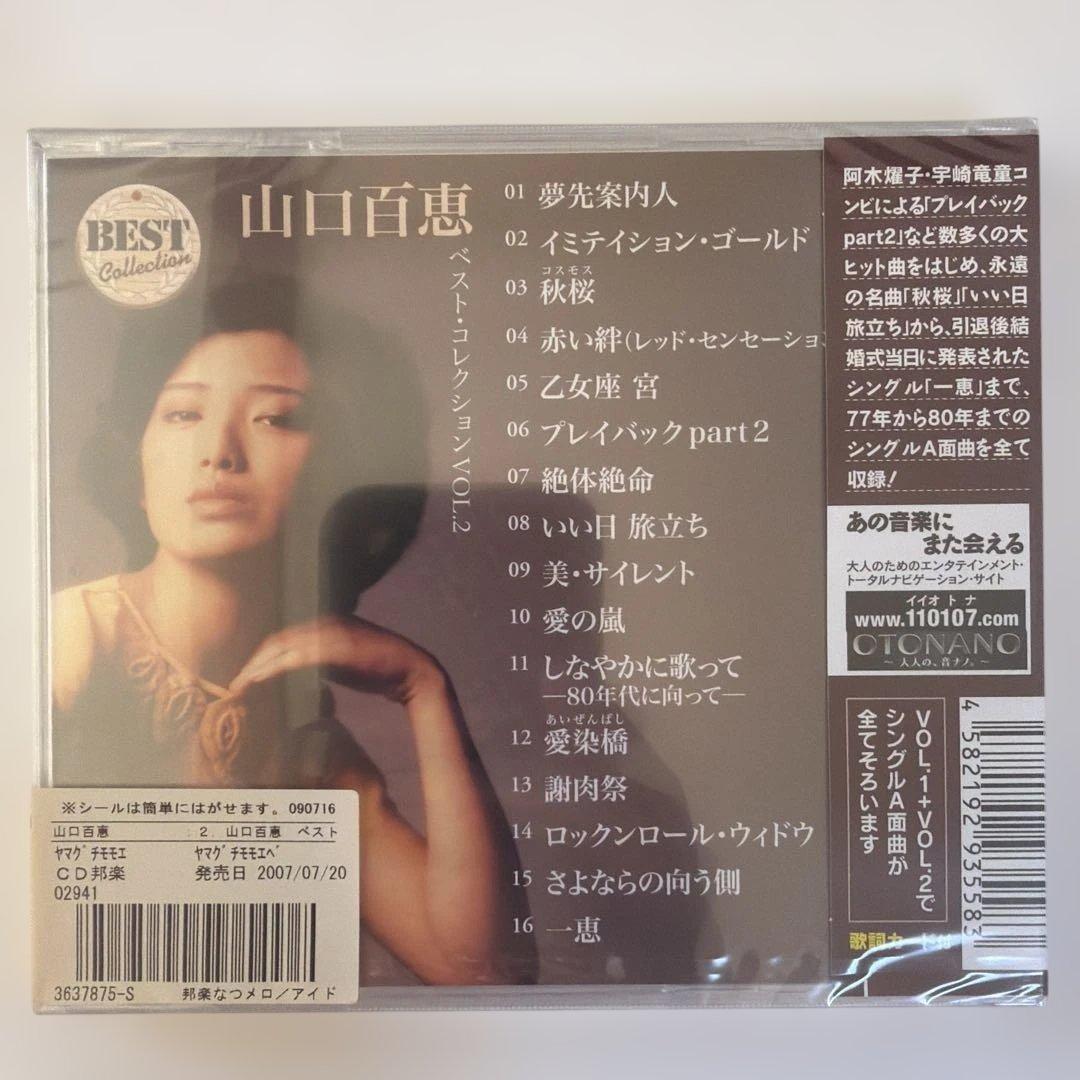 BEST
Collection
山口百恵
ベスト・コレクションVOL.2
01 夢先案内人
02 イミテイション・ゴールド
コスモス
03 秋桜
04 赤い絆(レッド・センセーション
05 乙女座 宮
06 プレイバックpart2
07 絶体絶命
08 いい日 旅立ち
09 美・サイレント
10 愛の嵐
11 しなやかに歌って
―80年代に向って―
あいぜんばし
12 愛染橋
13 謝肉祭
14 ロックンロール・ウィドウ
15 さよならの向う側
16 一恵
阿木燿子・宇崎竜童コ
ンビによる「プレイバック
part2」など数多くの大
ヒット曲をはじめ、永遠
の名曲「秋桜」「いい日
旅立ち」から、引退後結
婚式当日に発表された
シングル「一恵」まで、
77年から80年までの
シングルA面曲を全て
収録!
あの音楽に
また会える
大人のためのエンタテインメント・
トータルナビゲーション・サイト
イイオトナ
www.110107.com
OTONANO
～大人の、音ナノ。～
VOL.1+VOL.2で
シングルA面曲が
全てそろいます
4 582192 935583
歌詞カード付
※シールは簡単にはがせます。090716
山口百恵 :2. 山口百恵 ベスト
ヤマグチモモエ ヤマグチモモエベ
CD邦楽 発売日 2007/07/20
02941
3637875-S 邦楽なつメロ/アイド